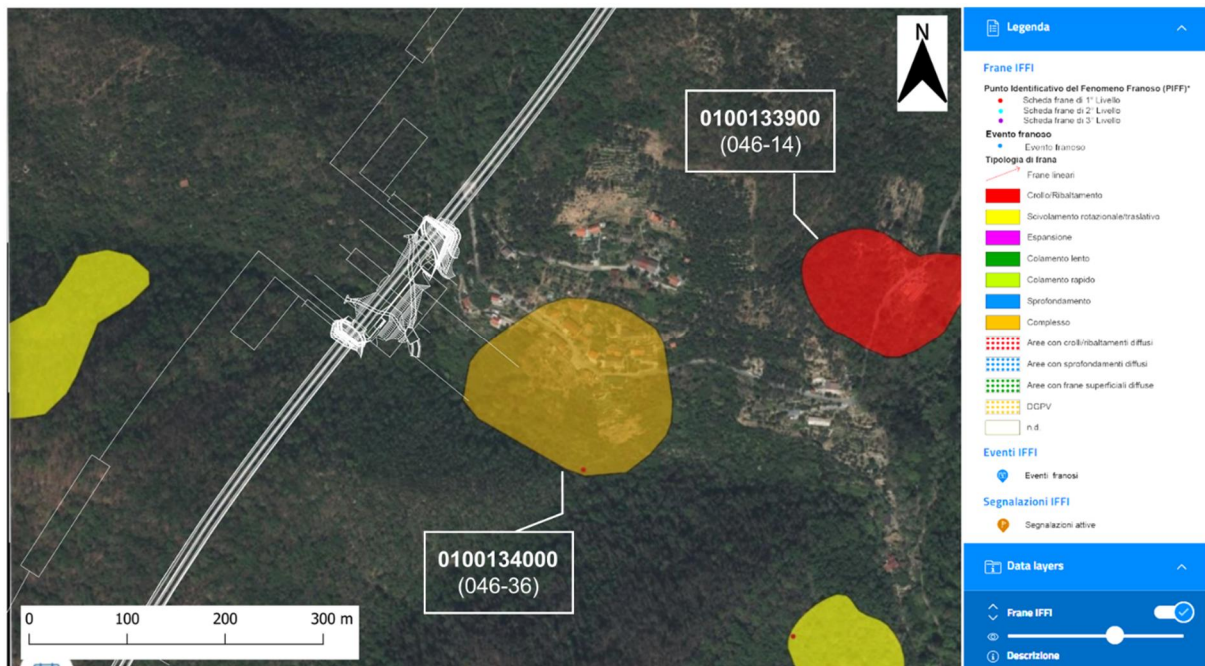 N
0100133900
(046-14)
0100134000
(046-36)
0 100 200 300 m
Legenda
Frane IFFI
Punto Identificativo del Fenomeno Franoso (PIFF)*
Scheda frane di 1° Livello
Scheda frane di 2° Livello
Scheda frane di 3° Livello
Evento franoso
Evento franoso
Tipologia di frana
Frane lineari
Crollo/Ribaltamento
Scivolamento rotazionale/traslativo
Espansione
Colamento lento
Colamento rapido
Sprofondamento
Complesso
Aree con crolli/ribaltamenti diffusi
Aree con sprofondamenti diffusi
Aree con frane superficiali diffuse
DGPV
n.d.
Eventi IFFI
Eventi franosi
Segnalazioni IFFI
Segnalazioni attive
Data layers
Frane IFFI
Descrizione